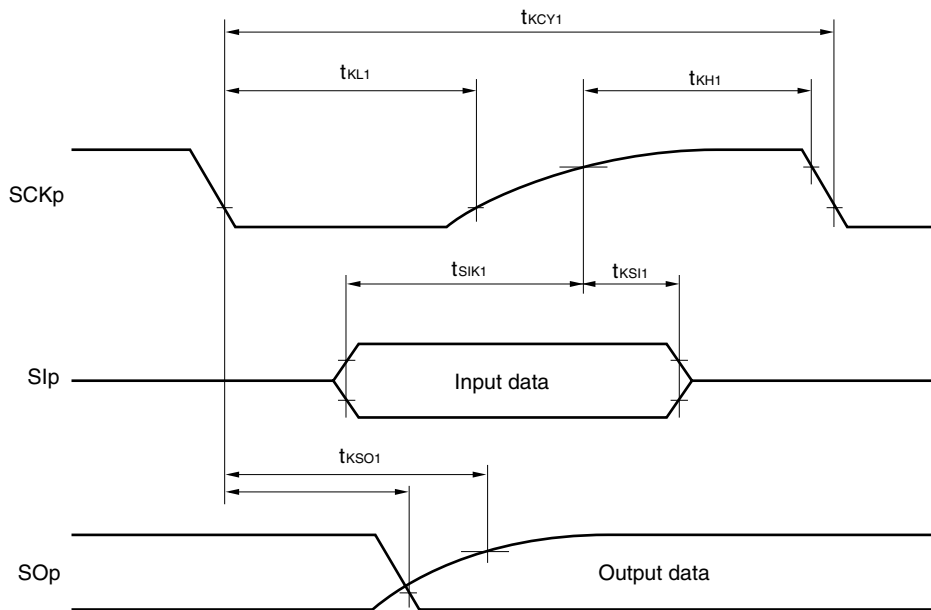 tKCY1
tKL1
tKH1
SCKp
tSIK1
tKSI1
SIp
Input data
tKSO1
SOp
Output data